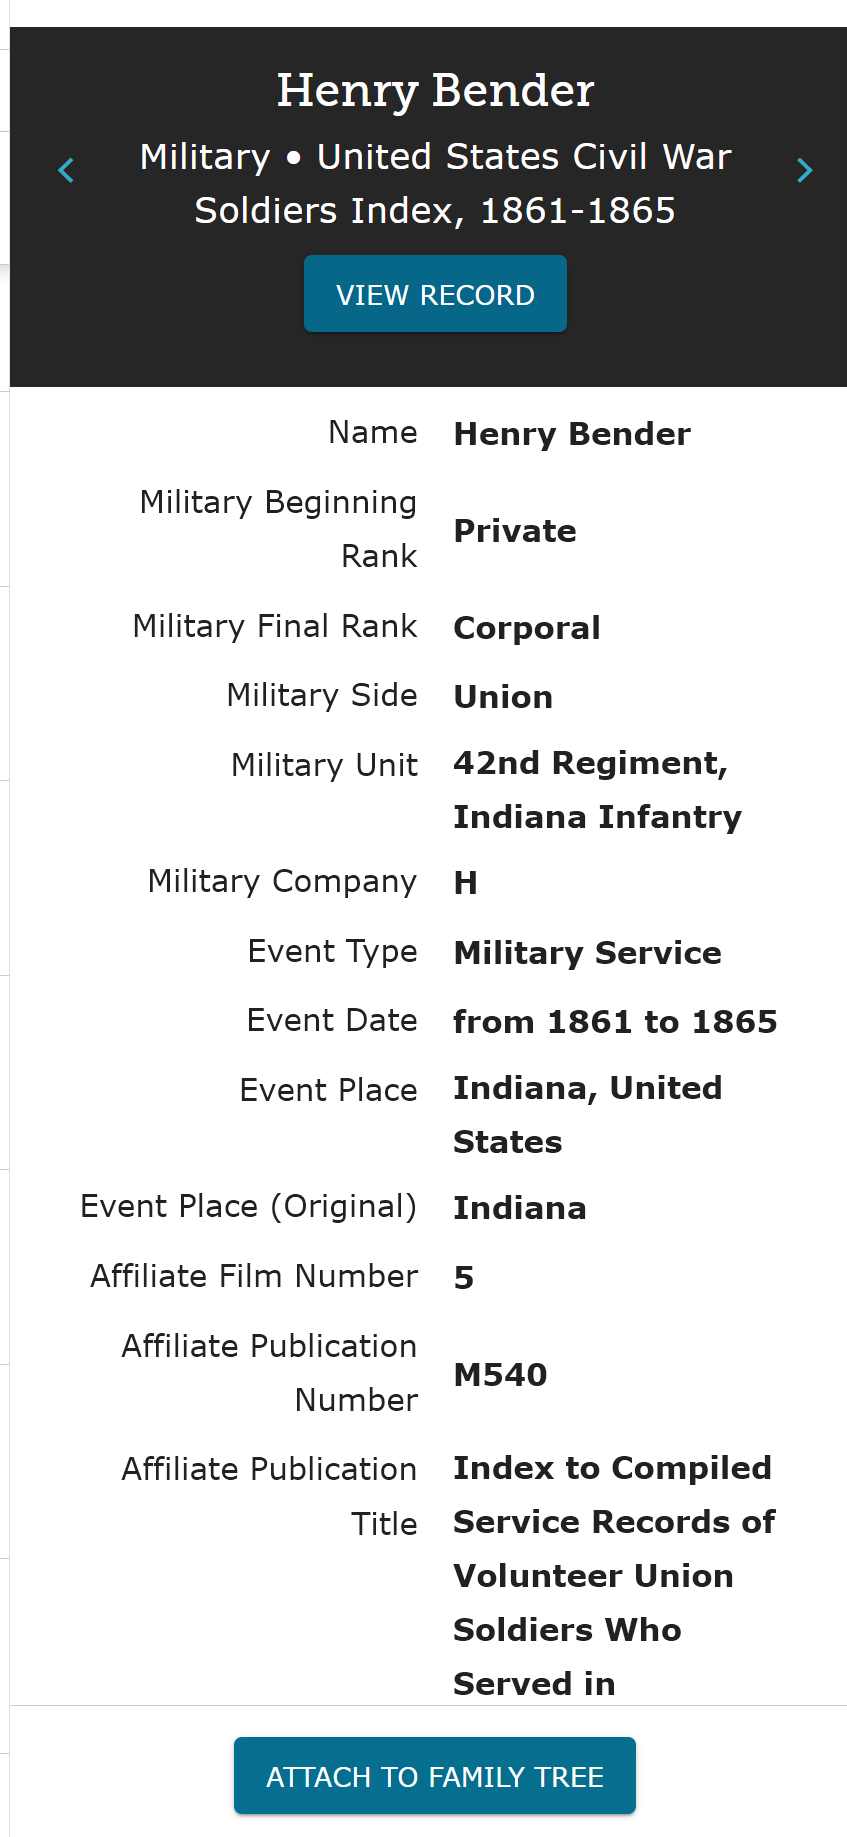 Henry Bender
Military • United States Civil War
Soldiers Index, 1861-1865
VIEW RECORD
Name Henry Bender
Military Beginning
Rank Private
Military Final Rank Corporal
Military Side Union
Military Unit 42nd Regiment,
Indiana Infantry
Military Company H
Event Type Military Service
Event Date from 1861 to 1865
Event Place Indiana, United
States
Event Place (Original) Indiana
Affiliate Film Number 5
Affiliate Publication
Number M540
Affiliate Publication Index to Compiled
Title Service Records of
Volunteer Union
Soldiers Who
Served in
ATTACH TO FAMILY TREE